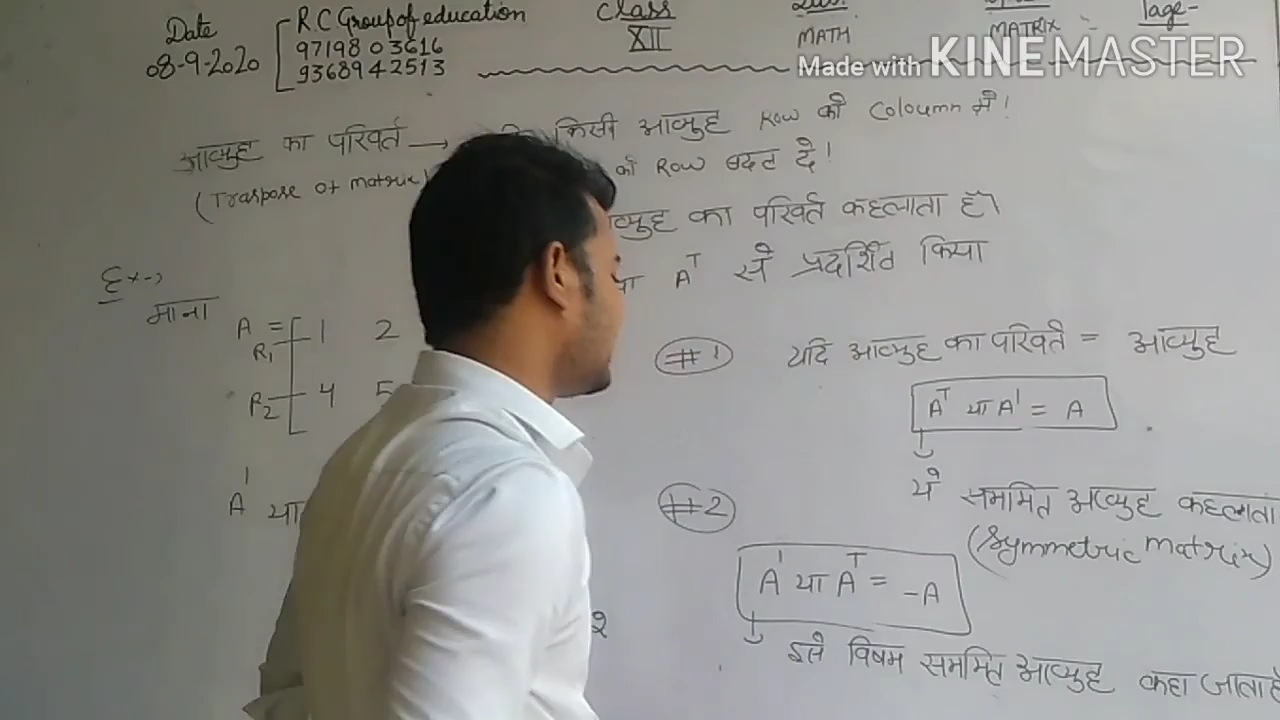 Date
08-9-2020
R C Group of education
9719803616
9368942513
Class
XII
MATH
MATRIX
Page-
Made with KINEMASTER
आव्युह का परिवर्त → किसी आव्युह Row को Coloumn में!
(Traspose of matrix) को Row बदल दे!
का परिवर्त कहलाता है।
या A^T से प्रदर्शित किया
Ex→
माना
A = 1 2
R1
R2 4 5
A' या
#1 यदि आव्युह का परिवर्त = आव्युह
A^T या A' = A
ये सममित आव्युह कहलाता
(Symmetric matrix)
#2
A' या A^T = -A
इसे विषम सममित आव्युह कहा जाता है